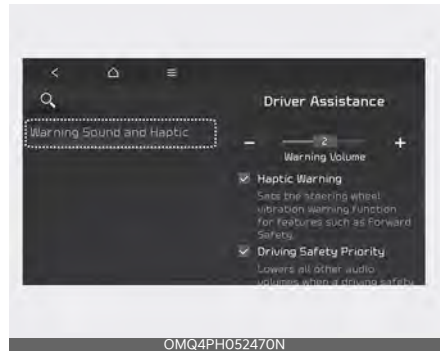 Driver Assistance
Warning Sound and Haptic
− 2 +
Warning Volume
Haptic Warning
Sets the steering wheel
vibration warning function
for features such as Forward
Safety.
Driving Safety Priority
Lowers all other audio
volumes when a driving safety
OMQ4PH052470N